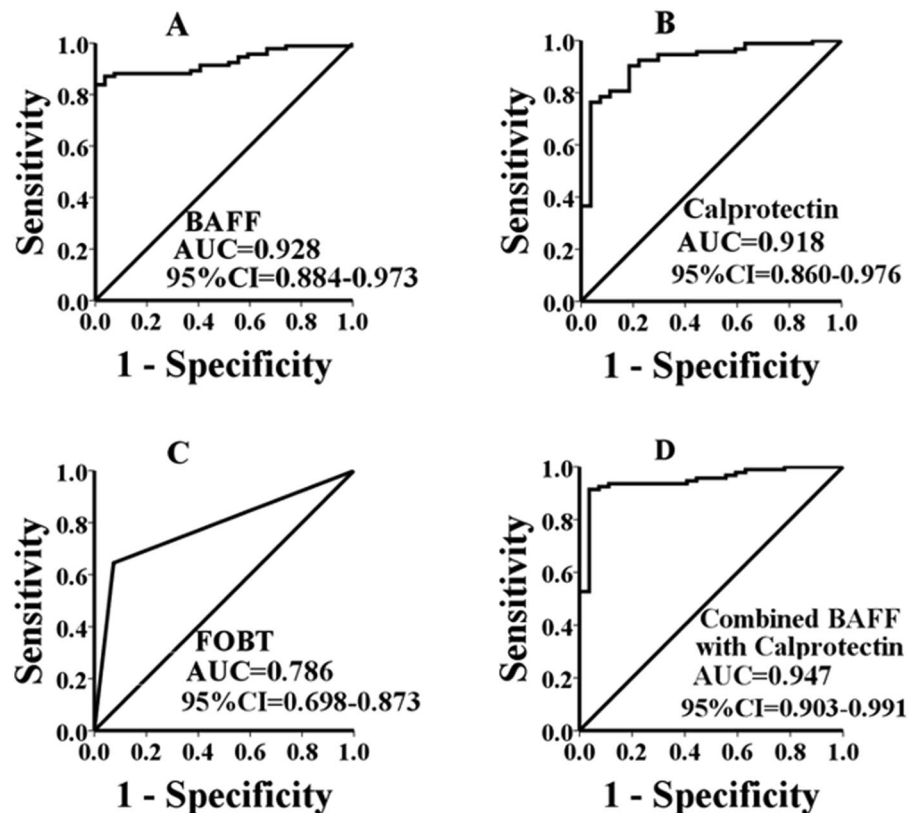 A
Sensitivity
1.0
0.8
0.6
0.4
0.2
0.0
BAFF
AUC=0.928
95%CI=0.884-0.973
0.0 0.2 0.4 0.6 0.8 1.0
1 - Specificity
B
Sensitivity
1.0
0.8
0.6
0.4
0.2
0.0
Calprotectin
AUC=0.918
95%CI=0.860-0.976
0.0 0.2 0.4 0.6 0.8 1.0
1 - Specificity
C
Sensitivity
1.0
0.8
0.6
0.4
0.2
0.0
FOBT
AUC=0.786
95%CI=0.698-0.873
0.0 0.2 0.4 0.6 0.8 1.0
1 - Specificity
D
Sensitivity
1.0
0.8
0.6
0.4
0.2
0.0
Combined BAFF
with Calprotectin
AUC=0.947
95%CI=0.903-0.991
0.0 0.2 0.4 0.6 0.8 1.0
1 - Specificity